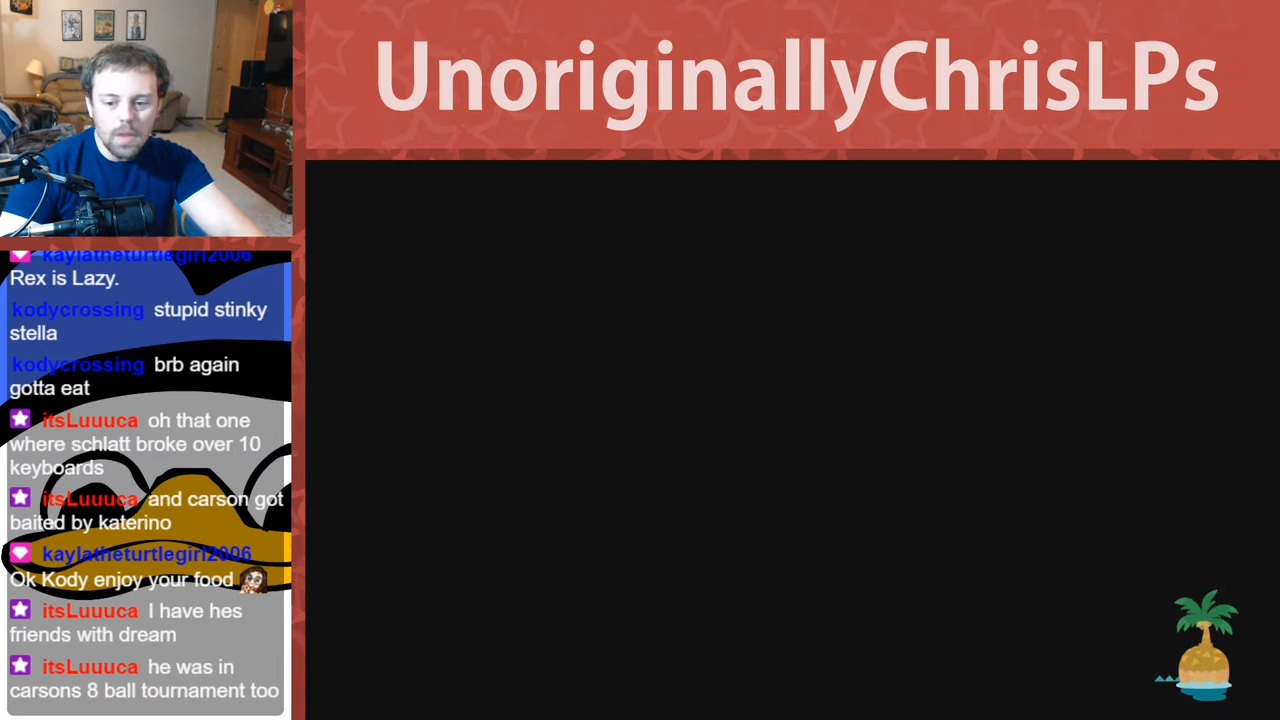 UnoriginallyChrisLPs
kaylatheturtlegirl2006
Rex is Lazy.
kodycrossing stupid stinky
stella
kodycrossing brb again
gotta eat
itsLuuuca oh that one
where schlatt broke over 10
keyboards
itsLuuuca and carson got
baited by katerino
kaylatheturtlegirl2006
Ok Kody enjoy your food
itsLuuuca I have hes
friends with dream
itsLuuuca he was in
carsons 8 ball tournament too